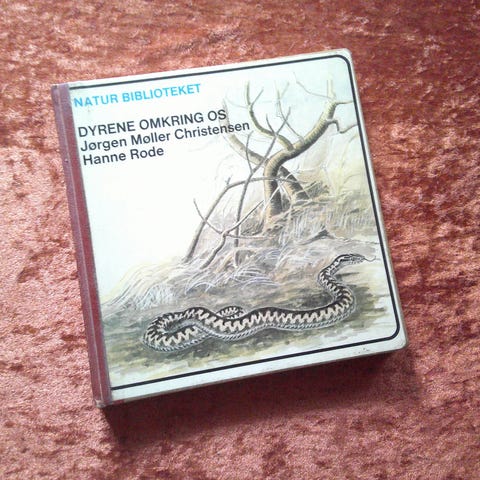 NATUR BIBLIOTEKET
DYRENE OMKRING OS
Jørgen Møller Christensen
Hanne Rode